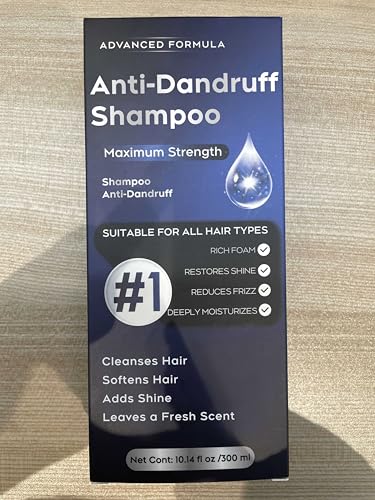 ADVANCED FORMULA
Anti-Dandruff
Shampoo
Maximum Strength
Shampoo
Anti-Dandruff
SUITABLE FOR ALL HAIR TYPES
#1
RICH FOAM
RESTORES SHINE
REDUCES FRIZZ
DEEPLY MOISTURIZES
Cleanses Hair
Softens Hair
Adds Shine
Leaves a Fresh Scent
Net Cont: 10.14 fl oz /300 ml